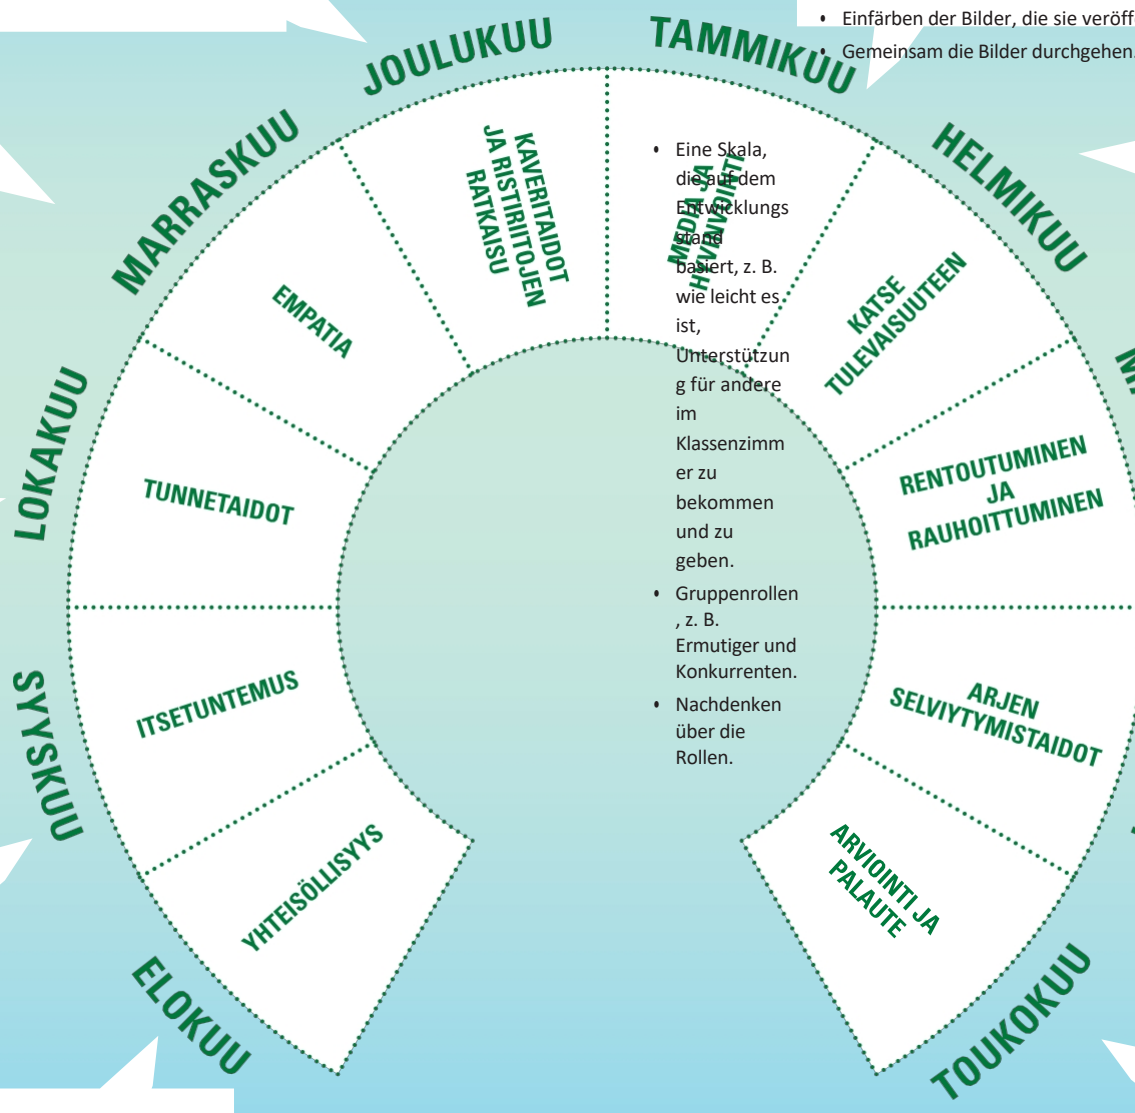 • Einfärben der Bilder, die sie veröff
• Gemeinsam die Bilder durchgehen.
JOULUKUU
TAMMIKUU
HELMIKUU
MARRASKUU
LOKAKUU
SYYSKUU
ELOKUU
TOUKOKUU
KAVERITAIDOT
JA RISTIRIITOJEN
RATKAISU
MEDIA JA
HYVINVOINTI
KATSE
TULEVAISUUTEEN
EMPATIA
TUNNETAIDOT
RENTOUTUMINEN
JA
RAUHOITTUMINEN
ITSETUNTEMUS
ARJEN
SELVIYTYMISTAIDOT
YHTEISÖLLISYYS
ARVIOINTI JA
PALAUTE
• Eine Skala,
die auf dem
Entwicklungs
stand
basiert, z. B.
wie leicht es
ist,
Unterstützun
g für andere
im
Klassenzimm
er zu
bekommen
und zu
geben.
• Gruppenrollen
, z. B.
Ermutiger und
Konkurrenten.
• Nachdenken
über die
Rollen.